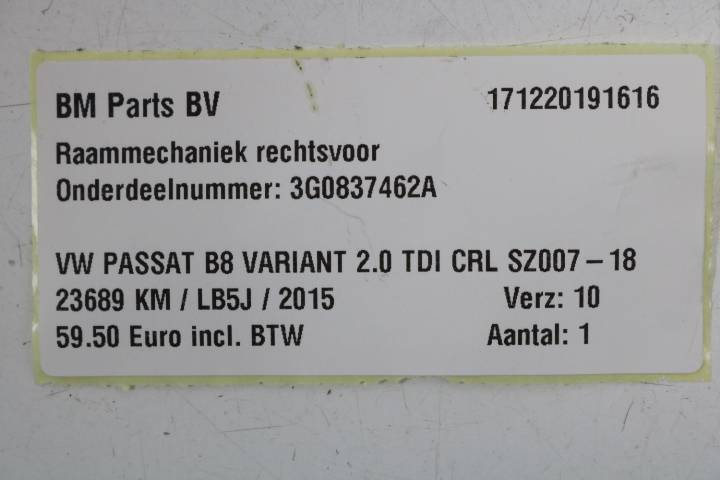 BM Parts BV 171220191616
Raammechaniek rechtsvoor
Onderdeelnummer: 3G0837462A
VW PASSAT B8 VARIANT 2.0 TDI CRL SZ007-18
23689 KM / LB5J / 2015 Verz: 10
59.50 Euro incl. BTW Aantal: 1